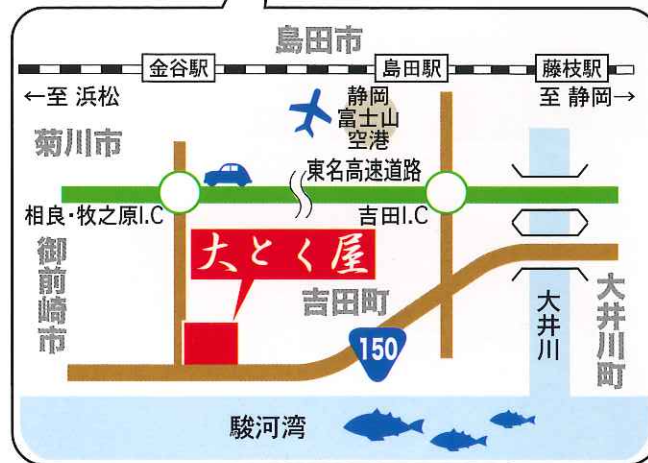 島田市
金谷駅
島田駅
藤枝駅
←至 浜松
至 静岡→
静岡
富士山
空港
菊川市
東名高速道路
相良・牧之原I.C
吉田I.C
大とく屋
御前崎市
吉田町
150
大井川
大井川町
駿河湾